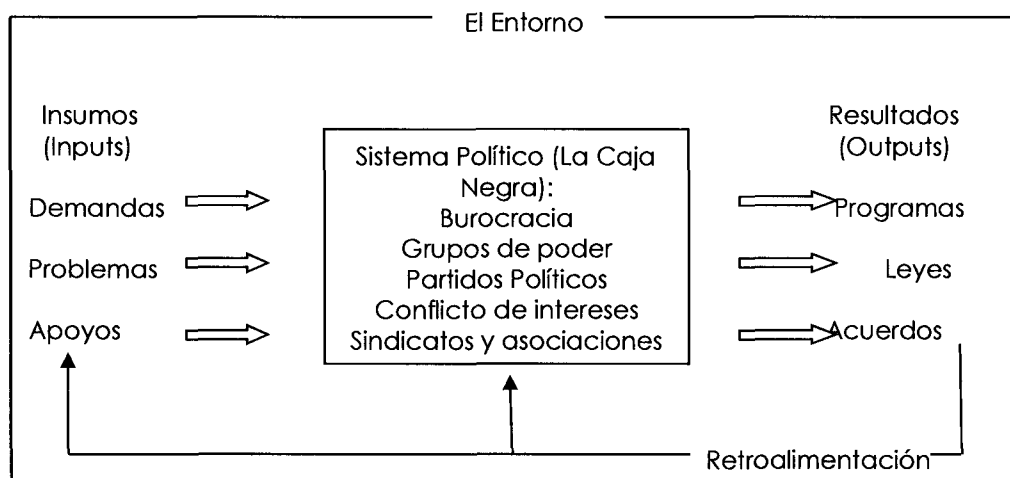 El Entorno
Insumos
(Inputs)
Demandas
Problemas
Apoyos
Sistema Político (La Caja
Negra):
Burocracia
Grupos de poder
Partidos Políticos
Conflicto de intereses
Sindicatos y asociaciones
Resultados
(Outputs)
Programas
Leyes
Acuerdos
Retroalimentación